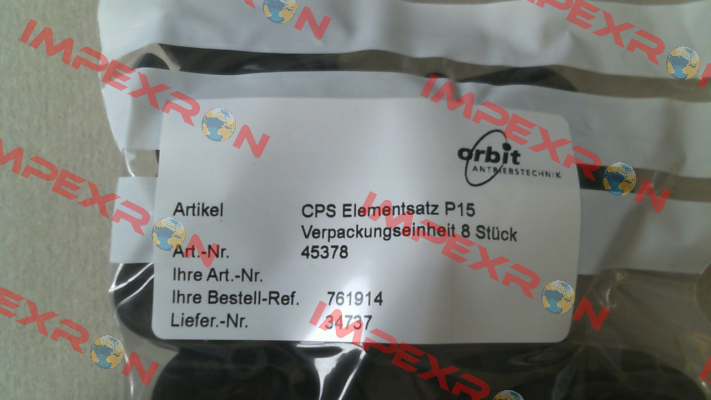 orbit
ANTRIEBSTECHNIK
Artikel CPS Elementsatz P15
Verpackungseinheit 8 Stück
Art.-Nr. 45378
Ihre Art.-Nr.
Ihre Bestell-Ref. 761914
Liefer.-Nr. 34737
IMPEXRON
IMPEXRON
IMPEXRON
IMPEXRON
IMPEXRON
IMPEXRON
IMPEXRON